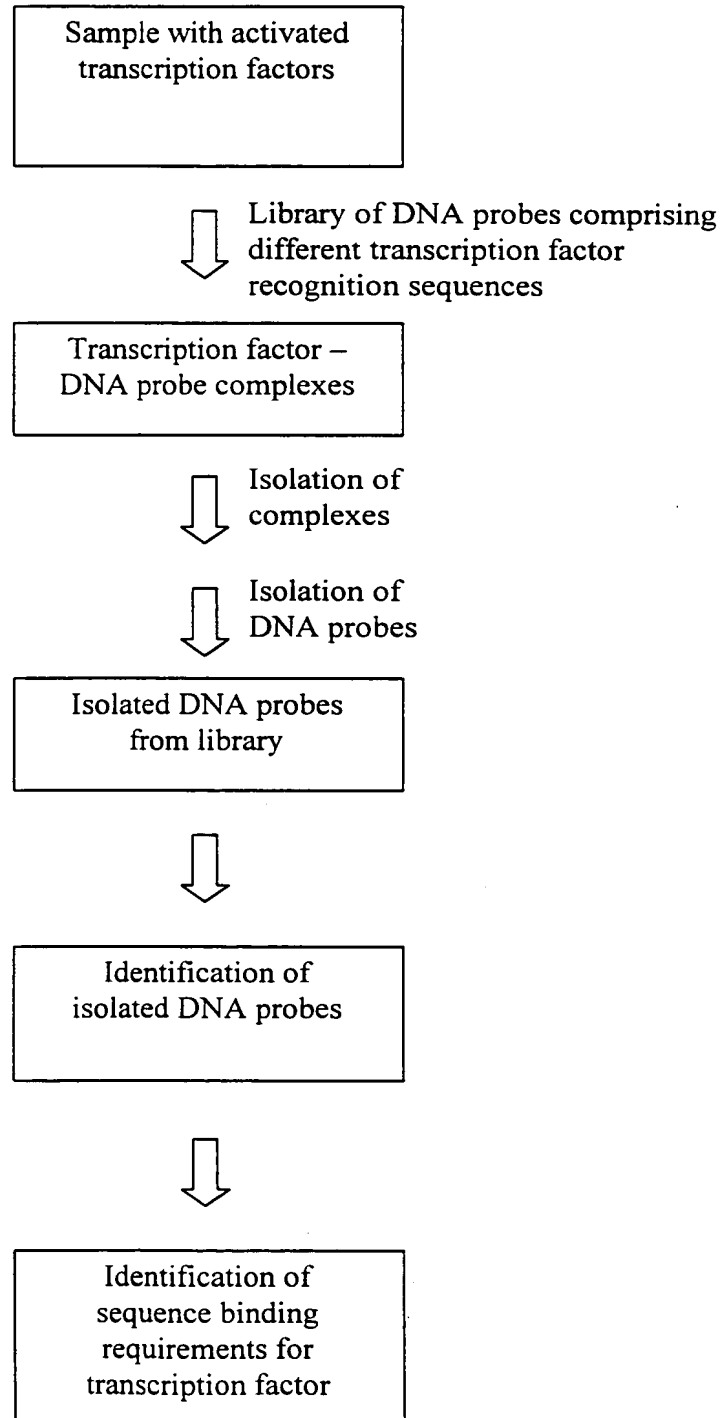 Sample with activated
transcription factors
Library of DNA probes comprising
different transcription factor
recognition sequences
Transcription factor –
DNA probe complexes
Isolation of
complexes
Isolation of
DNA probes
Isolated DNA probes
from library
Identification of
isolated DNA probes
Identification of
sequence binding
requirements for
transcription factor